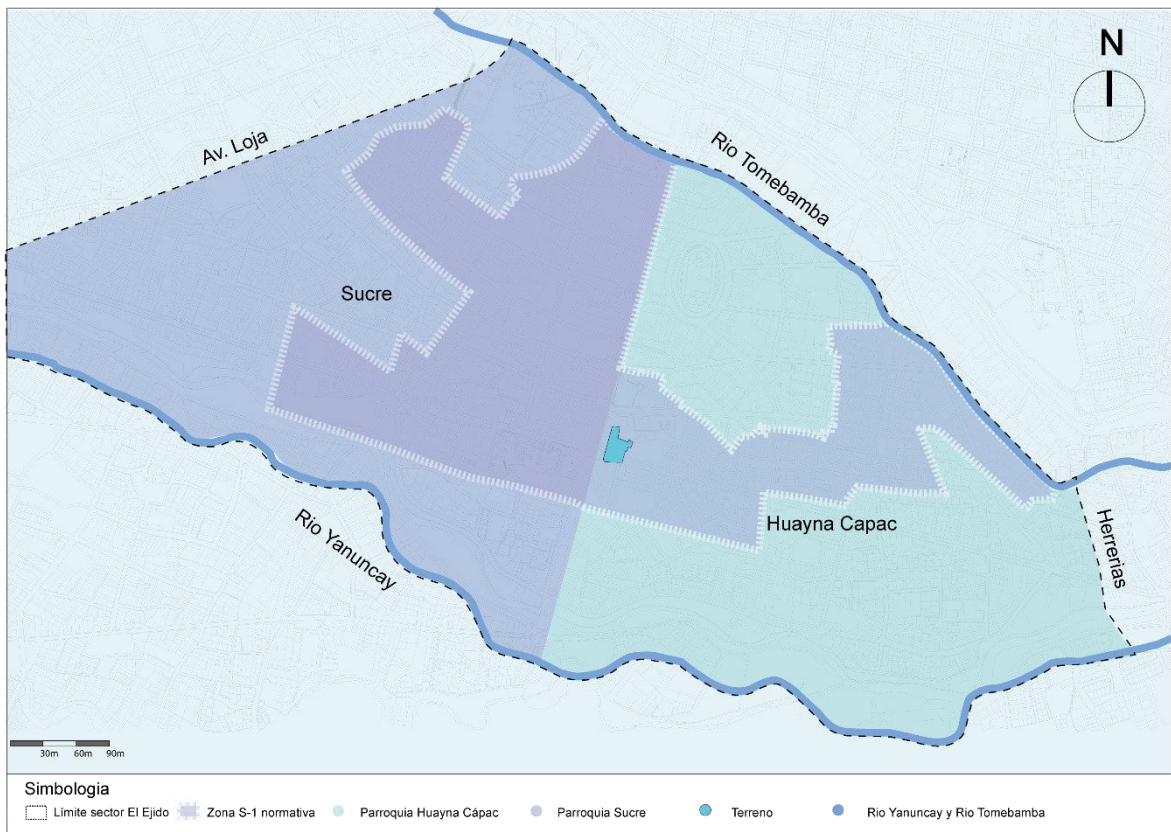 N
Av. Loja
Rio Tomebamba
Sucre
Huayna Capac
Rio Yanuncay
Herrerias
30m 60m 90m
Simbologia
Límite sector El Ejido Zona S-1 normativa Parroquia Huayna Cápac Parroquia Sucre Terreno Rio Yanuncay y Rio Tomebamba